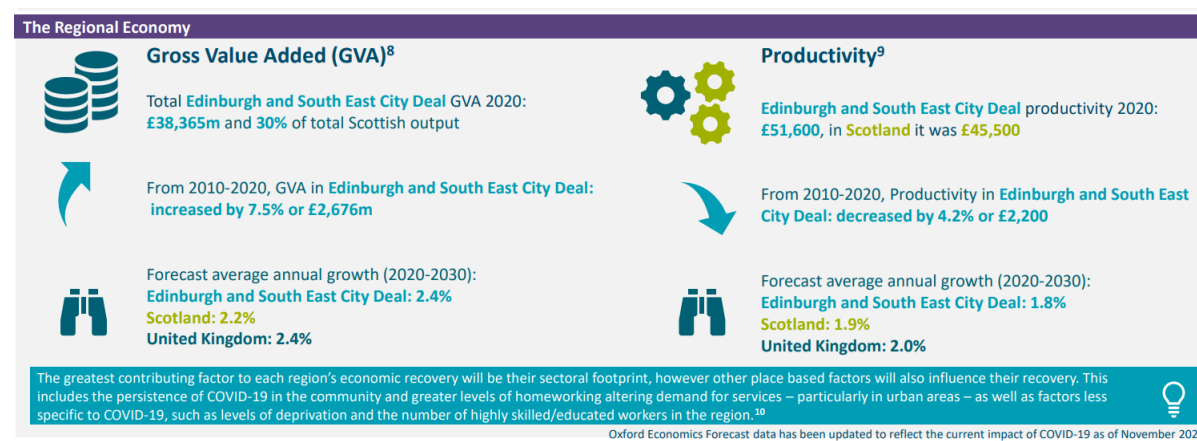 The Regional Economy
Gross Value Added (GVA)8
Total Edinburgh and South East City Deal GVA 2020:
£38,365m and 30% of total Scottish output
From 2010-2020, GVA in Edinburgh and South East City Deal:
increased by 7.5% or £2,676m
Forecast average annual growth (2020-2030):
Edinburgh and South East City Deal: 2.4%
Scotland: 2.2%
United Kingdom: 2.4%
Productivity9
Edinburgh and South East City Deal productivity 2020:
£51,600, in Scotland it was £45,500
From 2010-2020, Productivity in Edinburgh and South East
City Deal: decreased by 4.2% or £2,200
Forecast average annual growth (2020-2030):
Edinburgh and South East City Deal: 1.8%
Scotland: 1.9%
United Kingdom: 2.0%
The greatest contributing factor to each region's economic recovery will be their sectoral footprint, however other place based factors will also influence their recovery. This
includes the persistence of COVID-19 in the community and greater levels of homeworking altering demand for services – particularly in urban areas – as well as factors less
specific to COVID-19, such as levels of deprivation and the number of highly skilled/educated workers in the region.10
Oxford Economics Forecast data has been updated to reflect the current impact of COVID-19 as of November